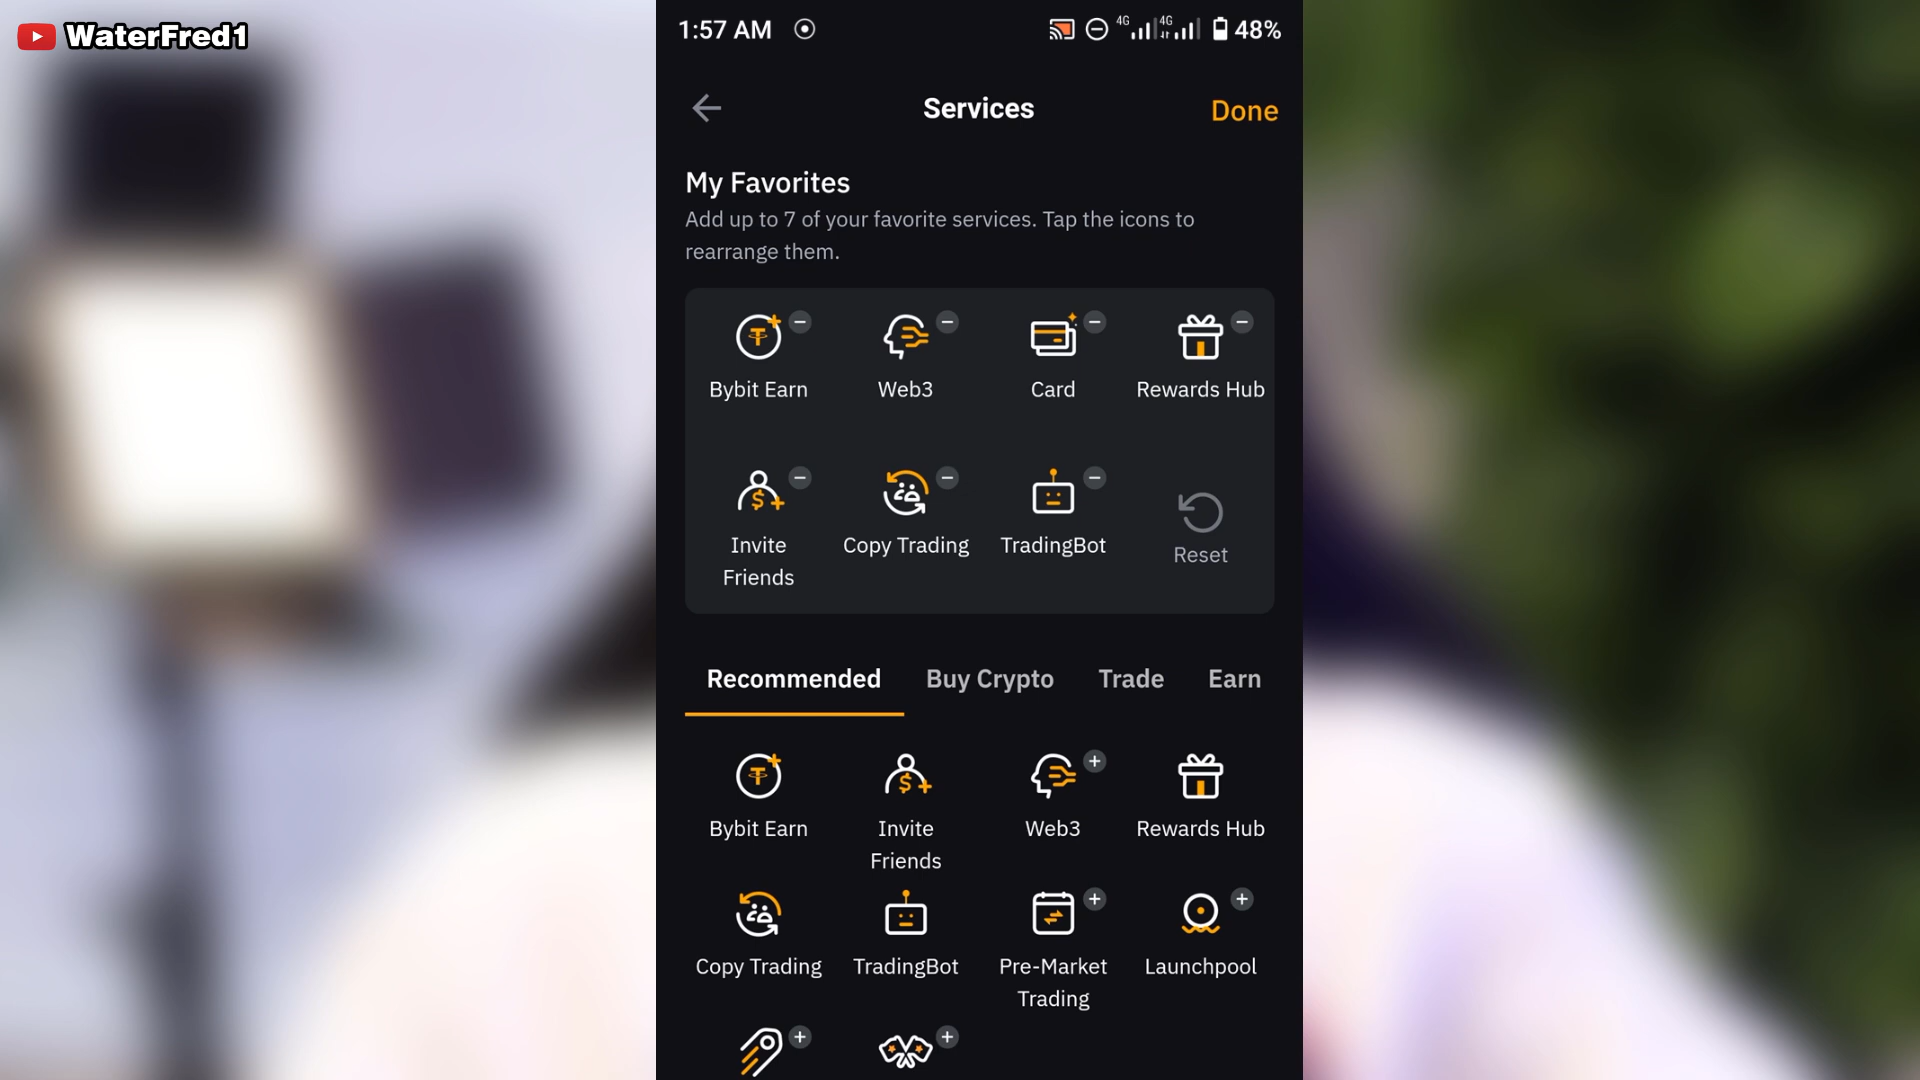 WaterFred1
1:57 AM
4G
4G
48%
Services
Done
My Favorites
Add up to 7 of your favorite services. Tap the icons to
rearrange them.
Bybit Earn
Web3
Card
Rewards Hub
Invite
Friends
Copy Trading
TradingBot
Reset
Recommended
Buy Crypto
Trade
Earn
Bybit Earn
Invite
Friends
Web3
Rewards Hub
Copy Trading
TradingBot
Pre-Market
Trading
Launchpool